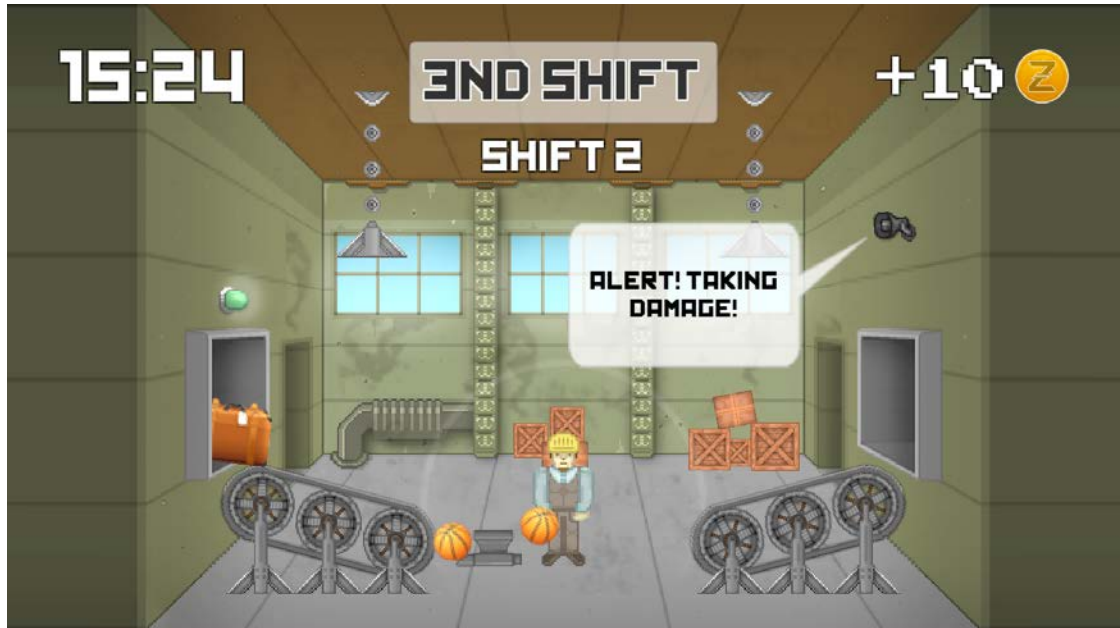 15:24
3ND SHIFT
+10 Z
SHIFT 2
ALERT! TAKING
DAMAGE!